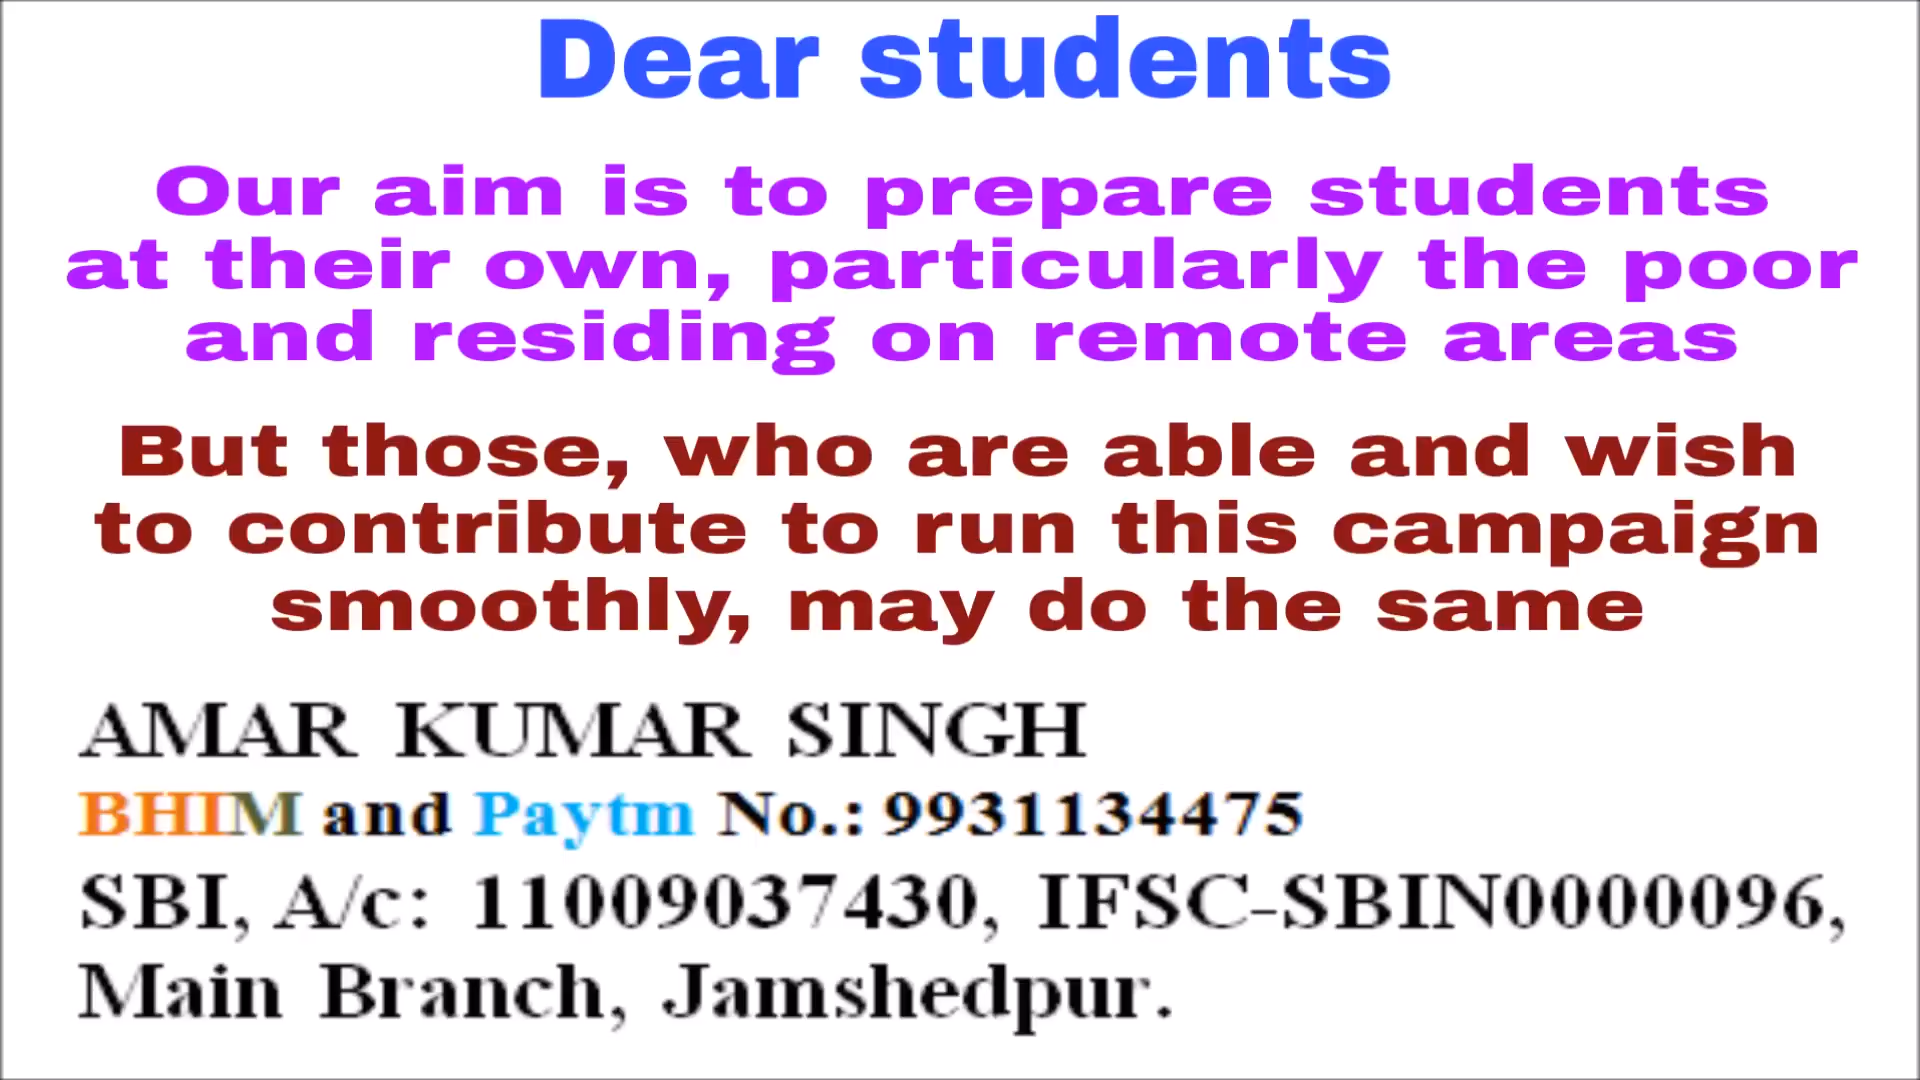 Dear students
Our aim is to prepare students
at their own, particularly the poor
and residing on remote areas
But those, who are able and wish
to contribute to run this campaign
smoothly, may do the same
AMAR KUMAR SINGH
BHIM and Paytm No.: 9931134475
SBI, A/c: 11009037430, IFSC-SBIN0000096,
Main Branch, Jamshedpur.